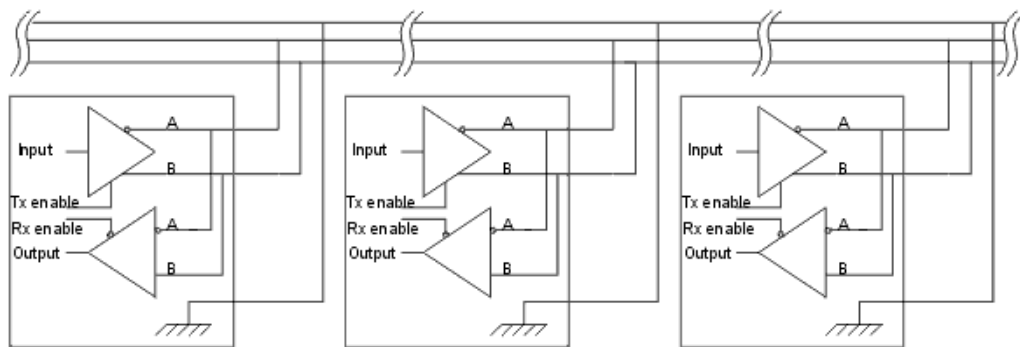 Input
A
B
Tx enable
Rx enable
A
Output
B
Input
A
B
Tx enable
Rx enable
A
Output
B
Input
A
B
Tx enable
Rx enable
A
Output
B